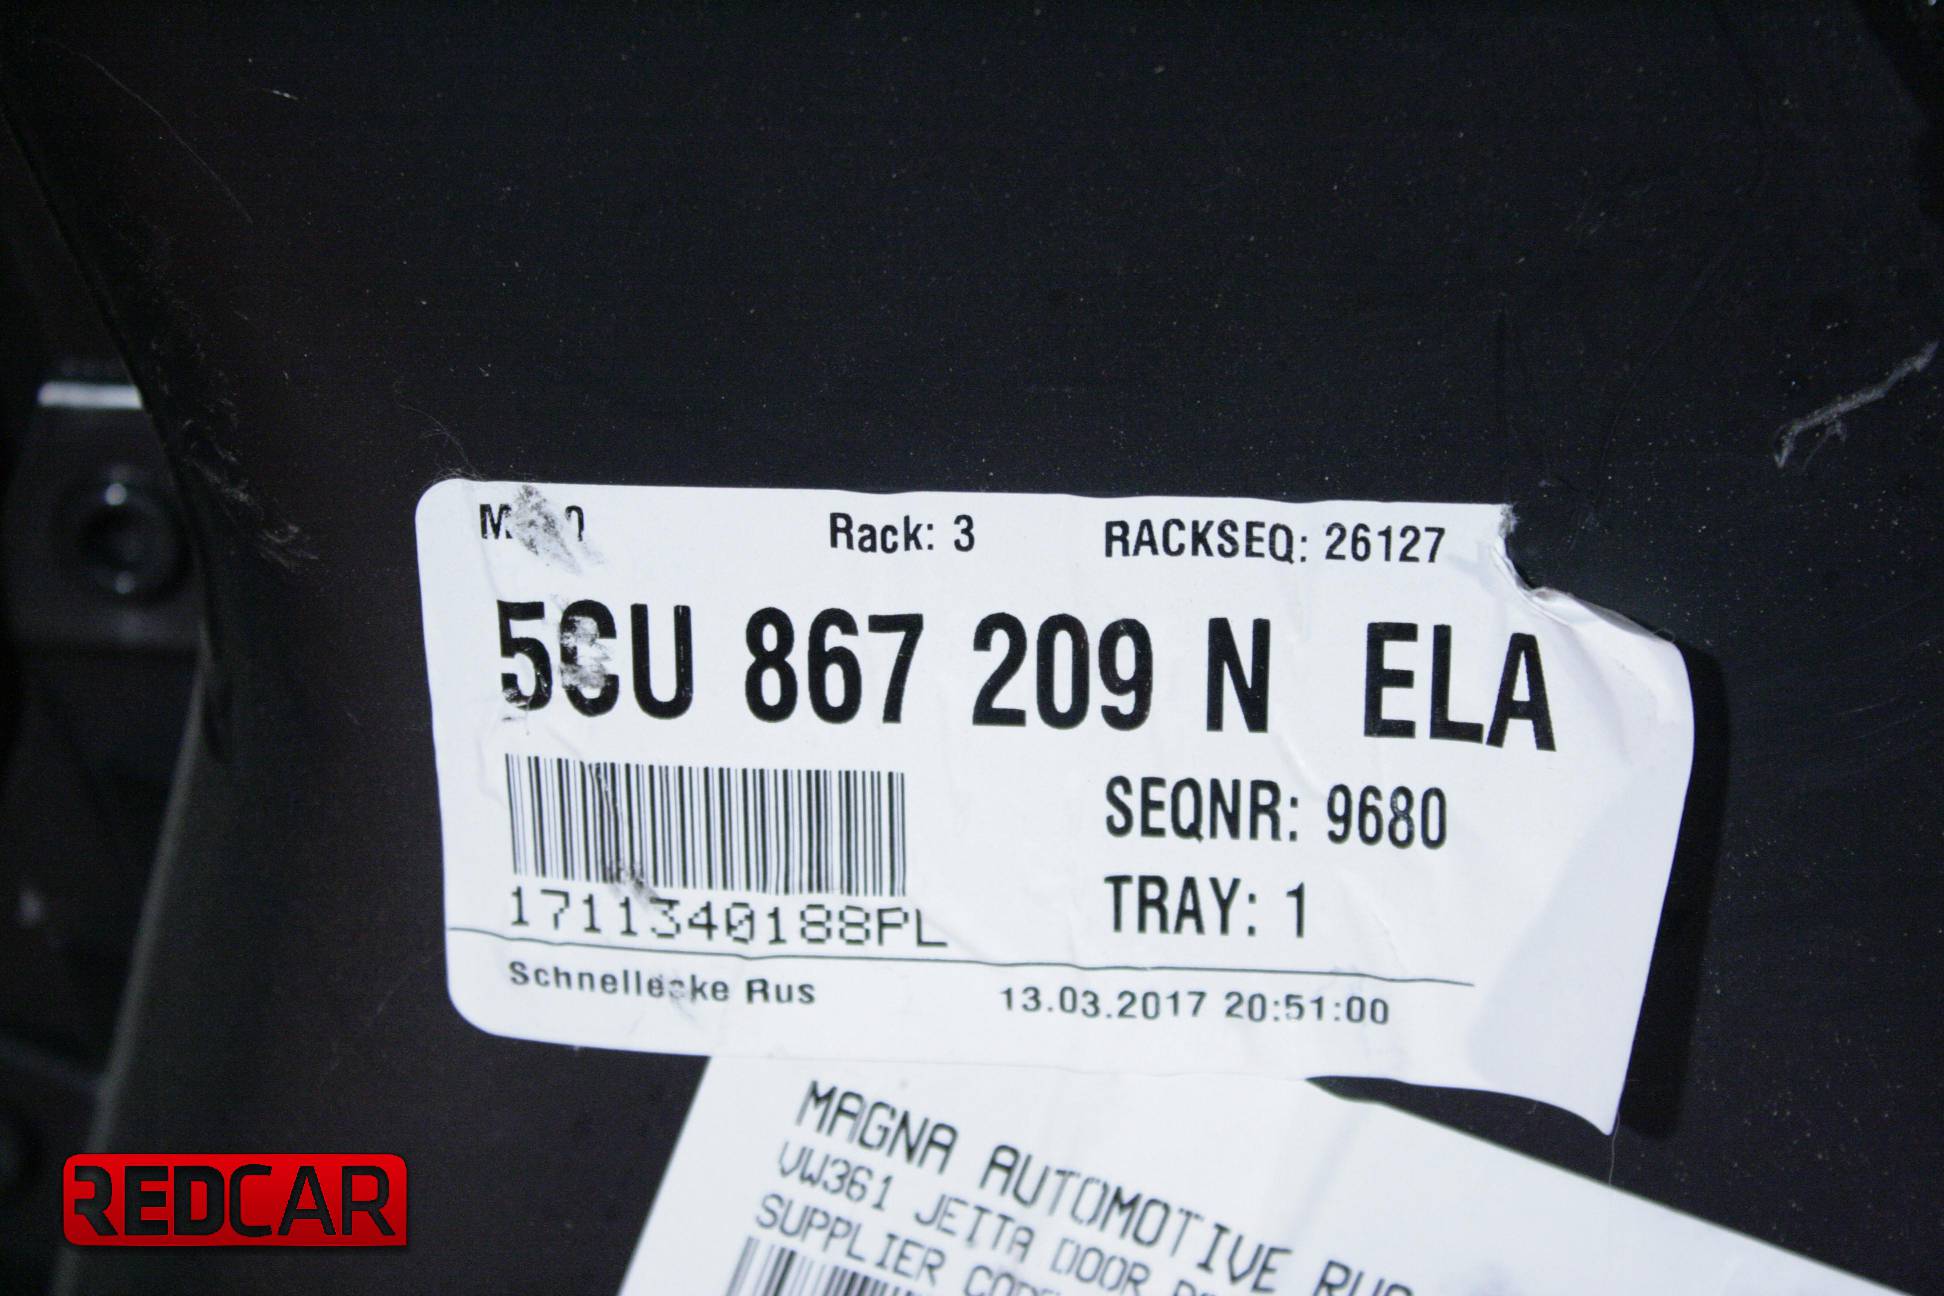 Rack: 3 RACKSEQ: 26127
5CU 867 209 N ELA
SEQNR: 9680
TRAY: 1
1711340188PL
Schnellecke Rus 13.03.2017 20:51:00
MAGNA AUTOMOTIVE RUS
VW361 JETTA DOOR
SUPPLIER
REDCAR